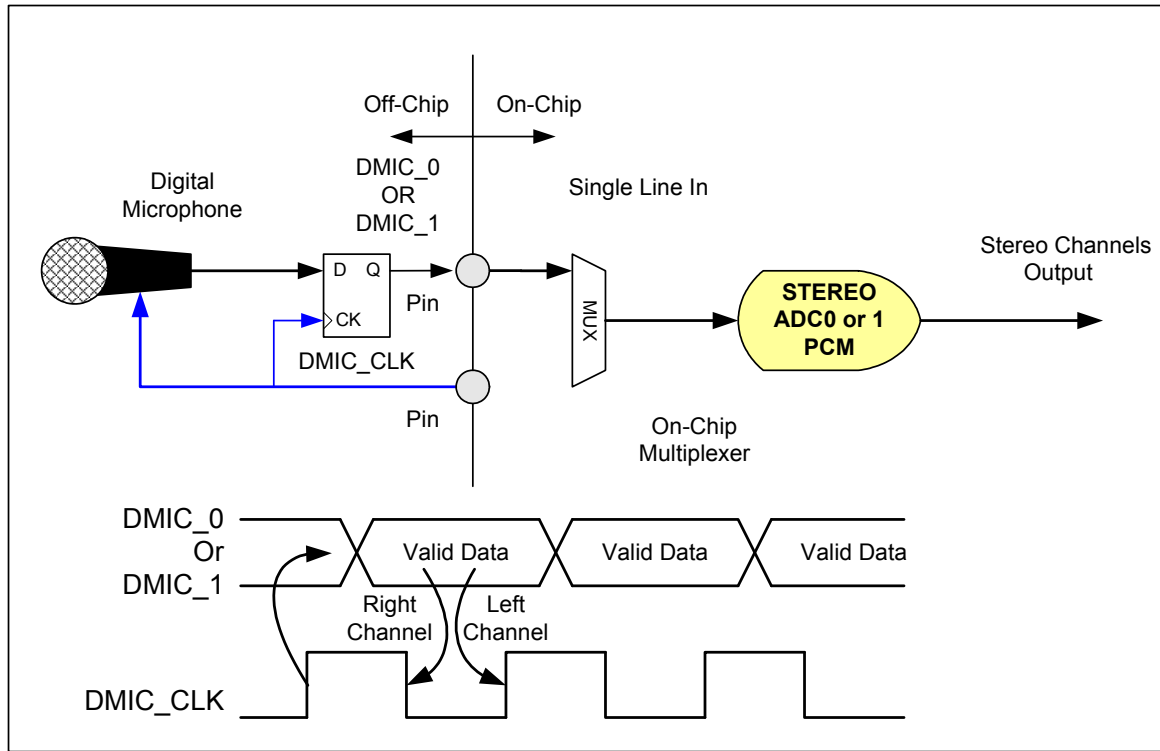 Off-Chip
On-Chip
DMIC_0
OR
DMIC_1
Digital
Microphone
Single Line In
Stereo Channels
Output
D Q
CK
Pin
MUX
STEREO
ADC0 or 1
PCM
DMIC_CLK
Pin
On-Chip
Multiplexer
DMIC_0
Or
DMIC_1
Valid Data
Valid Data
Valid Data
Right
Channel
Left
Channel
DMIC_CLK